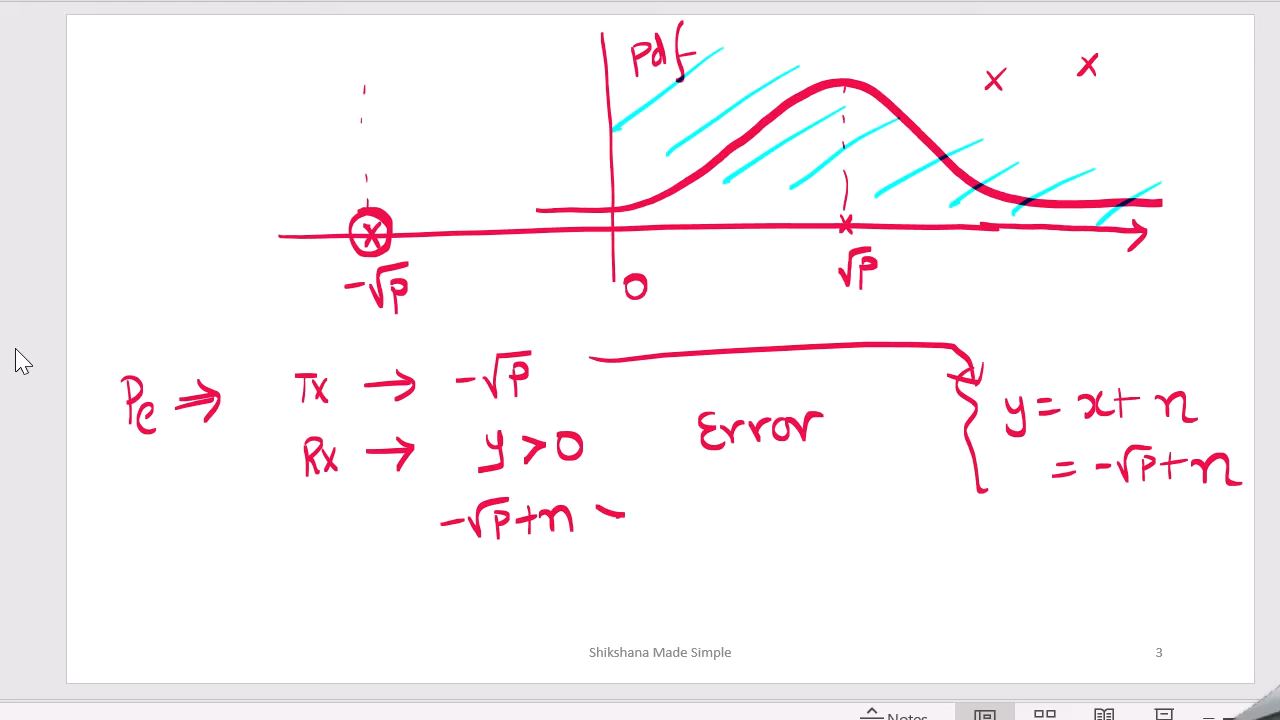 Pdf
x x
x x
-√P 0 √P
Pe ⇒ Tx → -√P
Rx → y > 0 Error
-√P+n
y = x + n
= -√P+n
Shikshana Made Simple 3
Notes